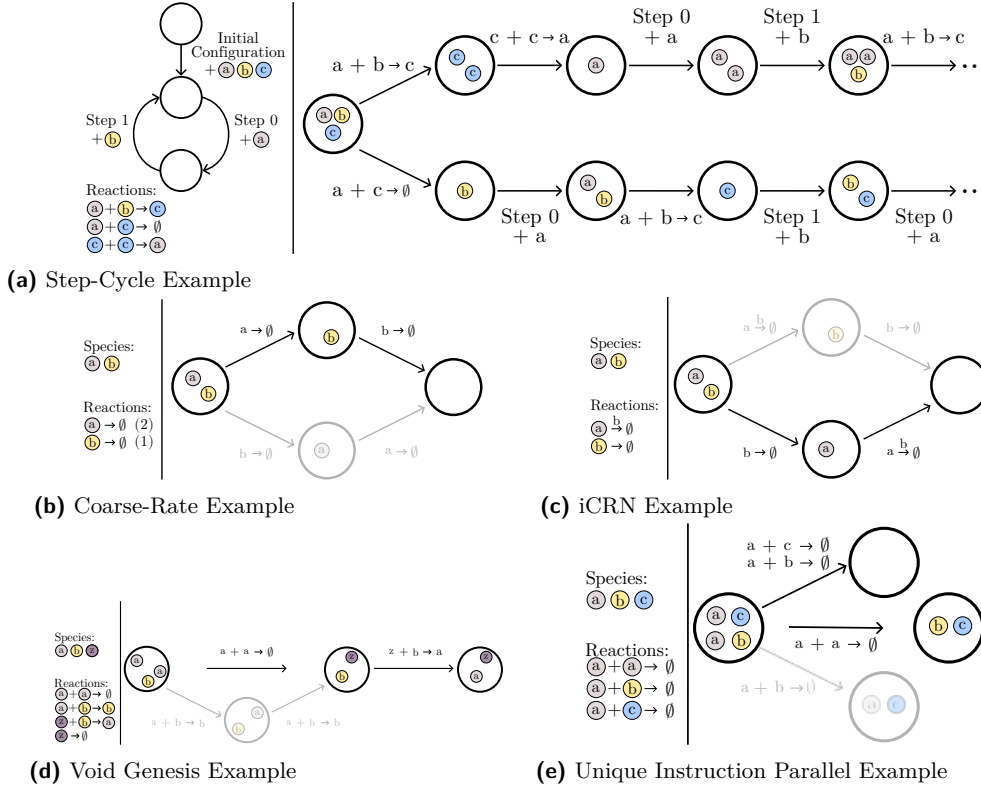 Initial
Configuration
+ a b c
Step 1
+ b
Step 0
+ a
Reactions:
a + b → c
a + c → ∅
c + c → a
a b
c
a + b → c
c
c
c + c → a
a
Step 0
+ a
a
a
Step 1
+ b
a a
b
a + b → c
..
a + c → ∅
b
Step 0
+ a
a
b
a + b → c
c
Step 1
+ b
b
c
Step 0
+ a
..
(a) Step-Cycle Example
Species:
a b
Reactions:
a → ∅ (2)
b → ∅ (1)
a
b
a → ∅
b
b → ∅
b → ∅
a
a → ∅
(b) Coarse-Rate Example
Species:
a b
Reactions:
b
a → ∅
b → ∅
a
b
b
a → ∅
b
b → ∅
b → ∅
a
b
a → ∅
(c) iCRN Example
Species:
a b z
Reactions:
a + a → ∅
a + b → b
z + b → a
z → ∅
a
a
b
a + a → ∅
z
b
z + b → a
z
a
a + b → b
a
b
a + b → b
(d) Void Genesis Example
Species:
a b c
Reactions:
a + a → ∅
a + b → ∅
a + c → ∅
a c
a b
a + c → ∅
a + b → ∅
a + a → ∅
b c
a + b → ∅
a c
(e) Unique Instruction Parallel Example